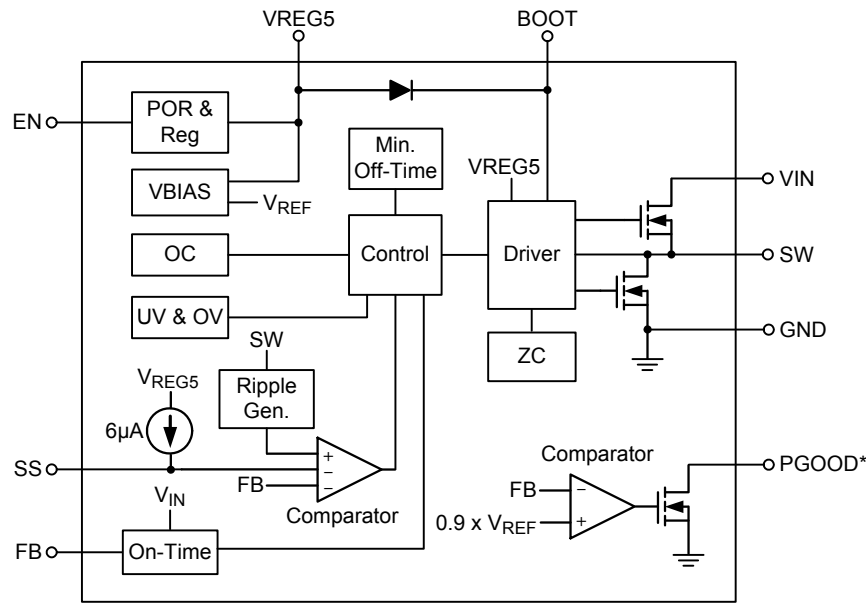 VREG5
BOOT
EN
POR &
Reg
Min.
Off-Time
VREG5
VIN
VBIAS
VREF
OC
Control
Driver
SW
UV & OV
GND
SW
ZC
VREG5
Ripple
Gen.
6µA
+
−
−
SS
FB
Comparator
Comparator
PGOOD*
FB
−
0.9 x VREF
+
VIN
FB
On-Time